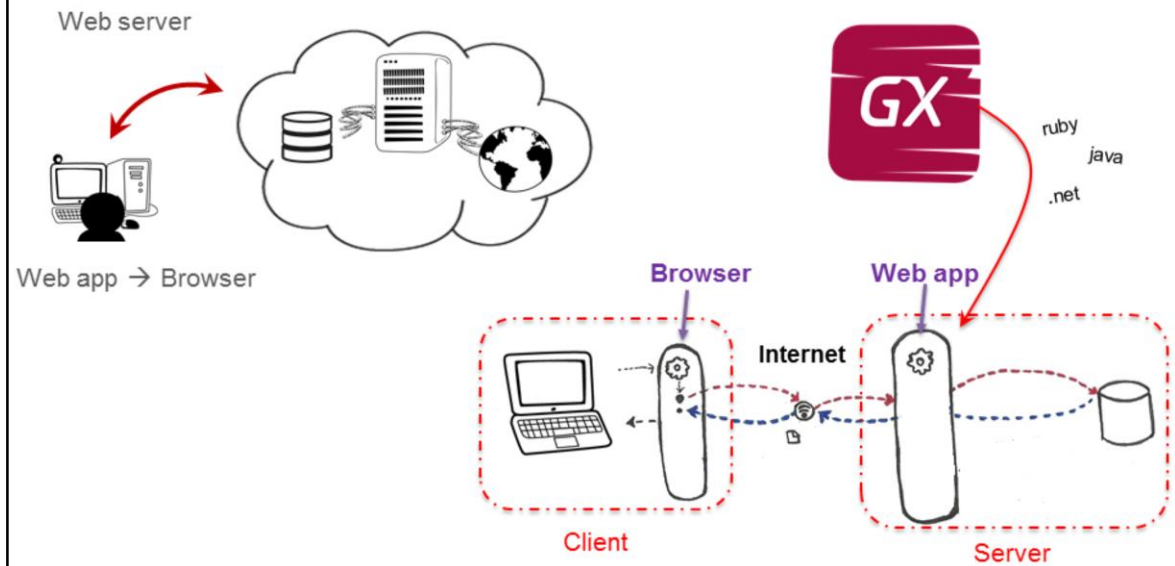 Web server
Web app → Browser
GX
ruby
java
.net
Browser
Web app
Internet
Client
Server